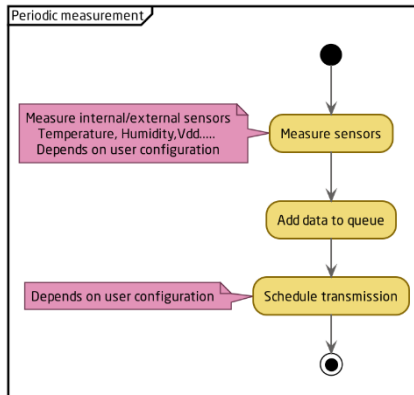 Periodic measurement
Measure internal/external sensors
Temperature, Humidity,Vdd.....
Depends on user configuration
Measure sensors
Add data to queue
Depends on user configuration
Schedule transmission